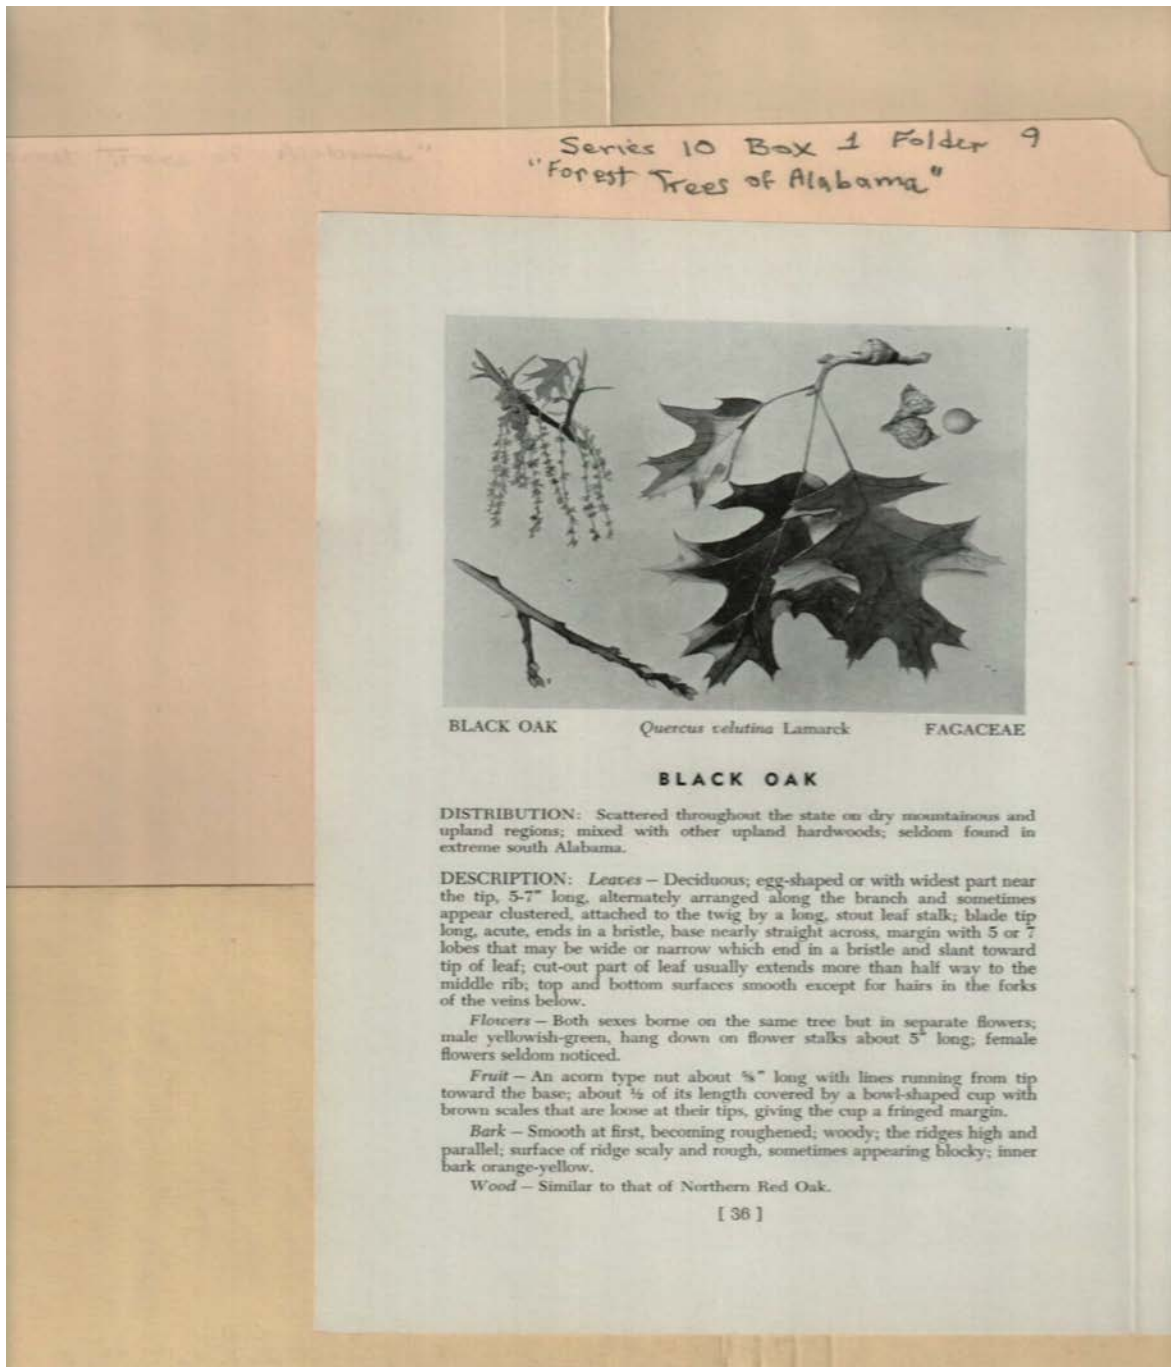 Series 10 Box 1 Folder 9
"Forest Trees of Alabama"
BLACK OAK Quercus velutina Lamarck FAGACEAE
BLACK OAK
DISTRIBUTION: Scattered throughout the state on dry mountainous and
upland regions; mixed with other upland hardwoods; seldom found in
extreme south Alabama.
DESCRIPTION: Leaves – Deciduous; egg-shaped or with widest part near
the tip, 5-7" long, alternately arranged along the branch and sometimes
appear clustered, attached to the twig by a long, stout leaf stalk; blade tip
long, acute, ends in a bristle, base nearly straight across, margin with 5 or 7
lobes that may be wide or narrow which end in a bristle and slant toward
tip of leaf; cut-out part of leaf usually extends more than half way to the
middle rib; top and bottom surfaces smooth except for hairs in the forks
of the veins below.
Flowers – Both sexes borne on the same tree but in separate flowers;
male yellowish-green, hang down on flower stalks about 5" long; female
flowers seldom noticed.
Fruit – An acorn type nut about long with lines running from tip
toward the base; about ½ of its length covered by a bowl-shaped cup with
brown scales that are loose at their tips, giving the cup a fringed margin.
Bark – Smooth at first, becoming roughened; woody; the ridges high and
parallel; surface of ridge scaly and rough, sometimes appearing blocky; inner
bark orange-yellow.
Wood – Similar to that of Northern Red Oak.
[ 36 ]